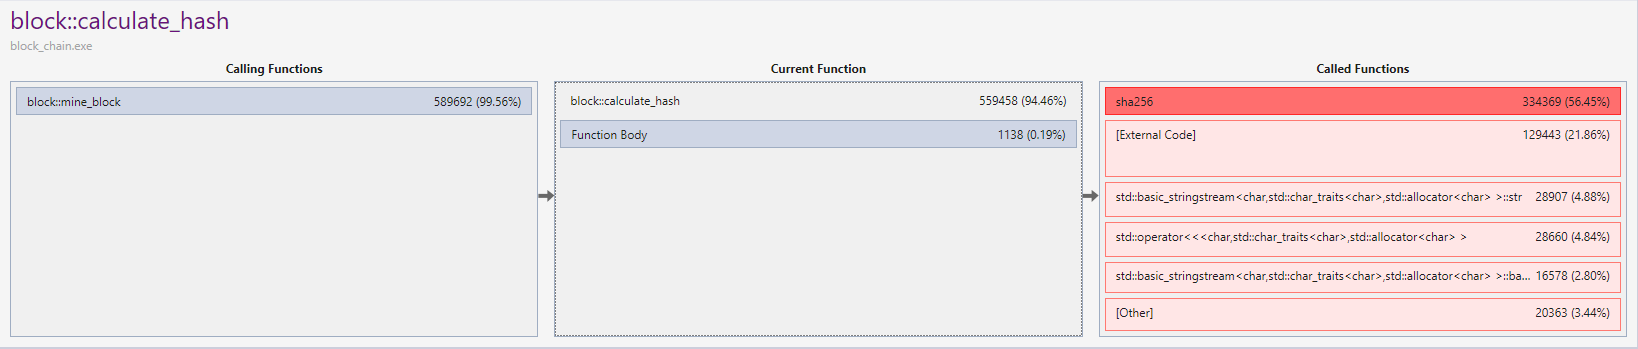 block::calculate_hash
block_chain.exe
Calling Functions
block::mine_block 589692 (99.56%)
Current Function
block::calculate_hash 559458 (94.46%)
Function Body 1138 (0.19%)
Called Functions
sha256 334369 (56.45%)
[External Code] 129443 (21.86%)
std::basic_stringstream<char,std::char_traits<char>,std::allocator<char> >::str 28907 (4.88%)
std::operator<<<char,std::char_traits<char>,std::allocator<char> > 28660 (4.84%)
std::basic_stringstream<char,std::char_traits<char>,std::allocator<char> >::ba... 16578 (2.80%)
[Other] 20363 (3.44%)